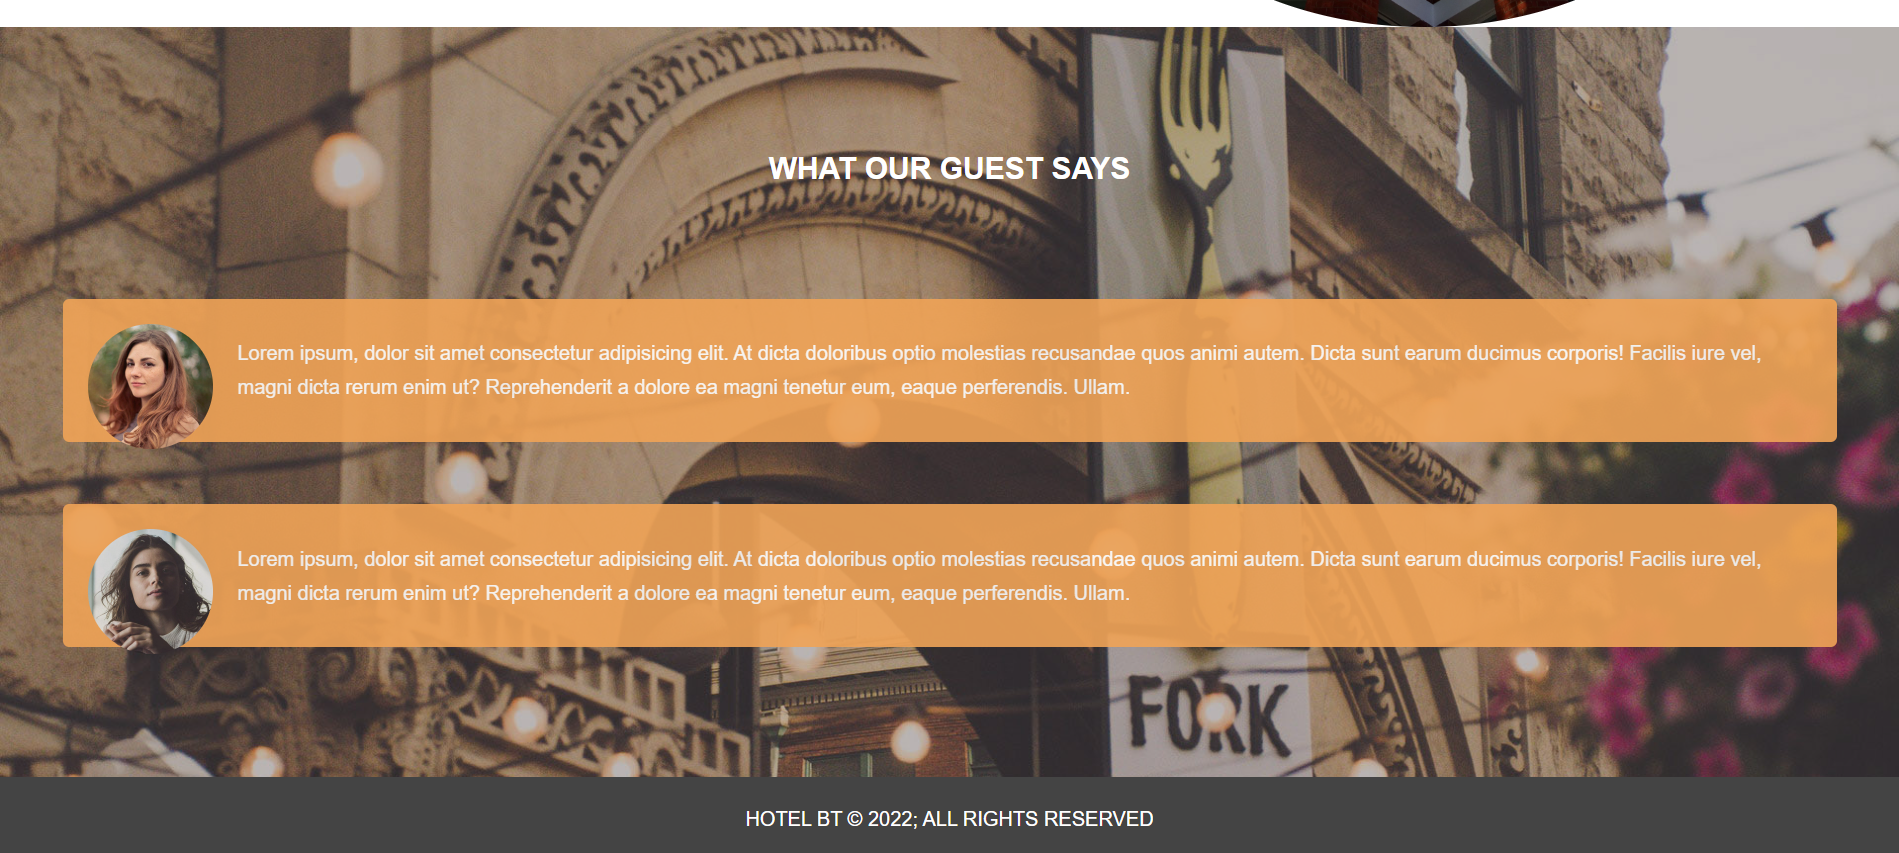 WHAT OUR GUEST SAYS
Lorem ipsum, dolor sit amet consectetur adipisicing elit. At dicta doloribus optio molestias recusandae quos animi autem. Dicta sunt earum ducimus corporis! Facilis iure vel,
magni dicta rerum enim ut? Reprehenderit a dolore ea magni tenetur eum, eaque perferendis. Ullam.
Lorem ipsum, dolor sit amet consectetur adipisicing elit. At dicta doloribus optio molestias recusandae quos animi autem. Dicta sunt earum ducimus corporis! Facilis iure vel,
magni dicta rerum enim ut? Reprehenderit a dolore ea magni tenetur eum, eaque perferendis. Ullam.
FORK
HOTEL BT © 2022; ALL RIGHTS RESERVED